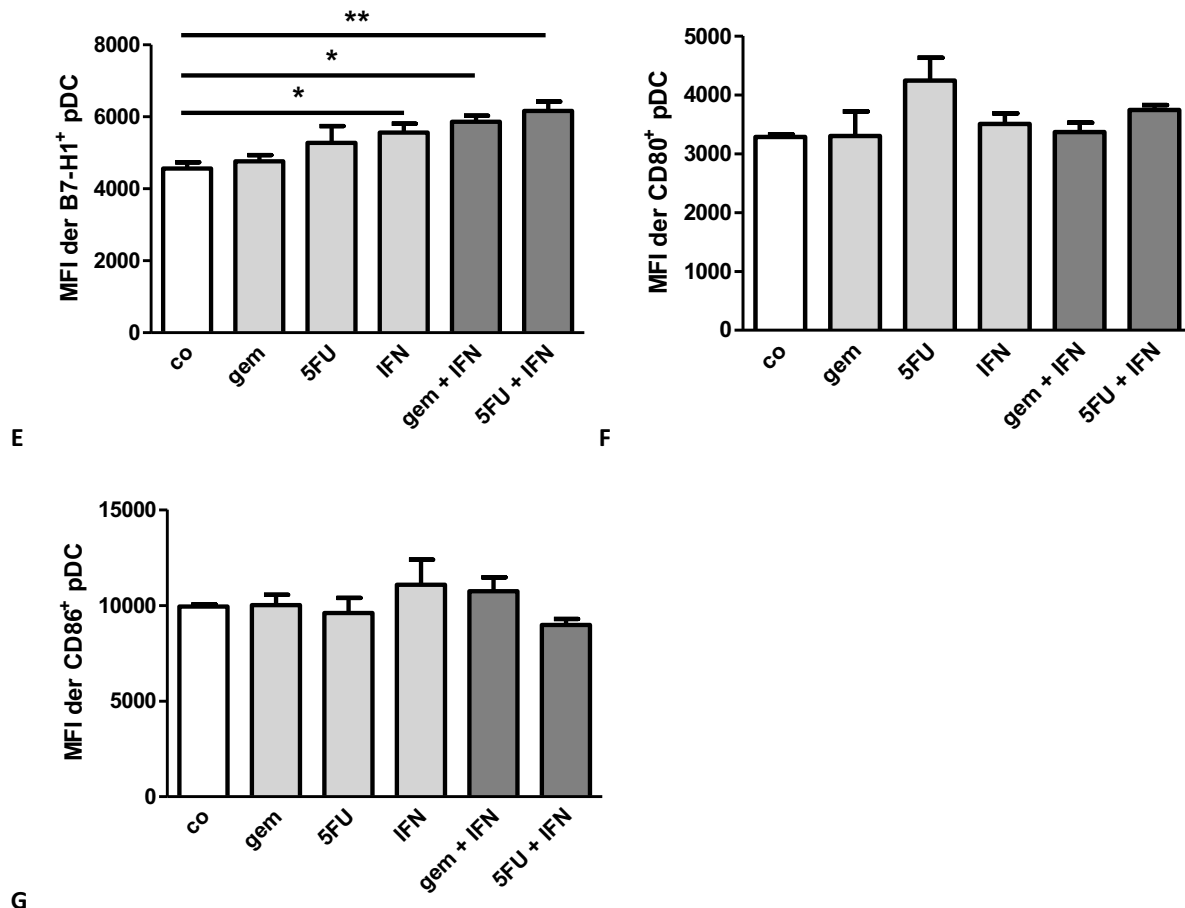 **
*
*
8000
6000
4000
2000
0
MFI der B7-H1⁺ pDC
co
gem
5FU
IFN
gem + IFN
5FU + IFN
E
5000
4000
3000
2000
1000
0
MFI der CD80⁺ pDC
co
gem
5FU
IFN
gem + IFN
5FU + IFN
F
15000
10000
5000
0
MFI der CD86⁺ pDC
co
gem
5FU
IFN
gem + IFN
5FU + IFN
G